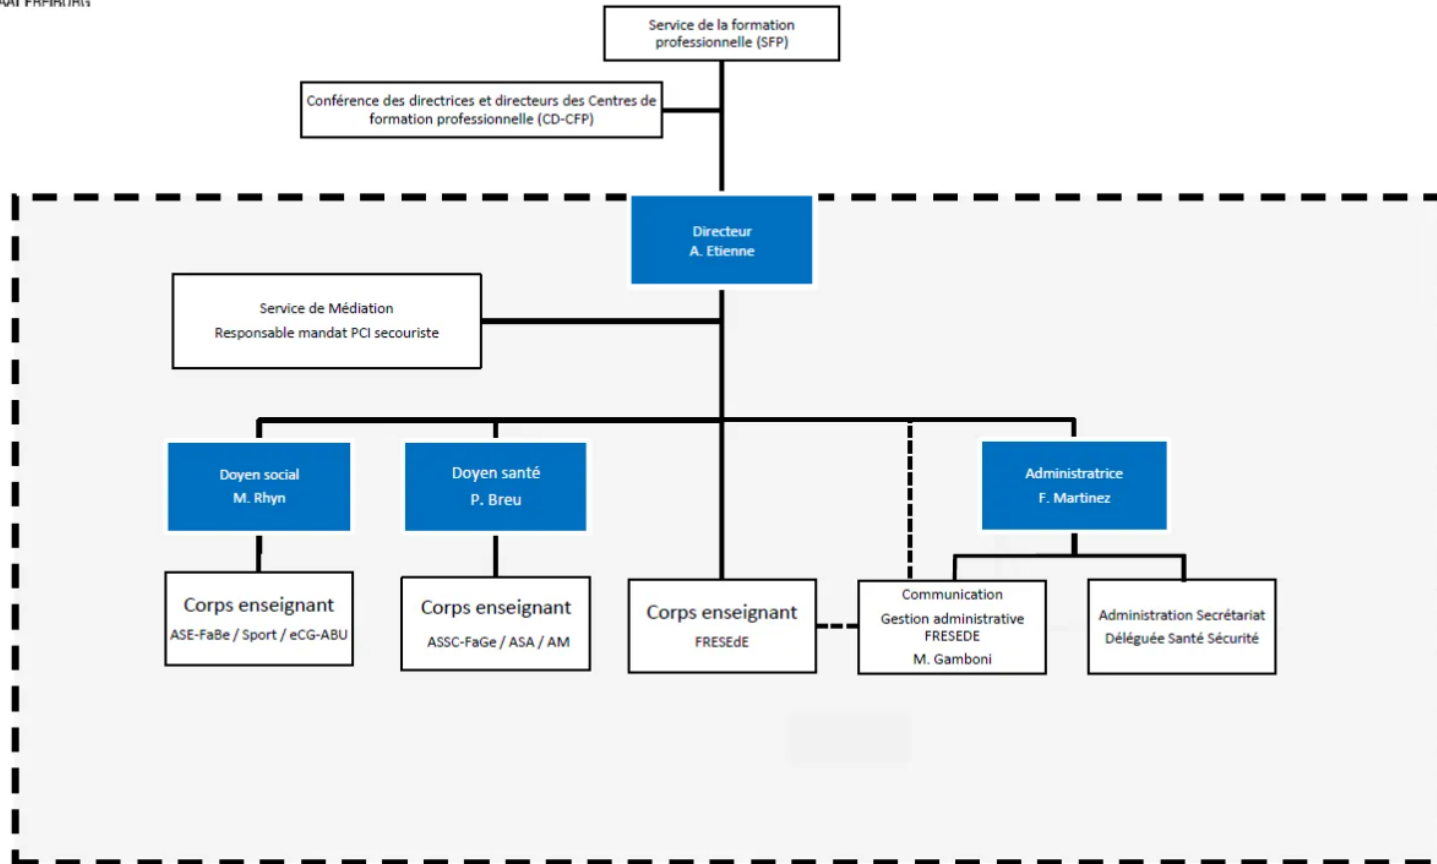 FREIBURG
Service de la formation
professionnelle (SFP)
Conférence des directrices et directeurs des Centres de
formation professionnelle (CD-CFP)
Directeur
A. Etienne
Service de Médiation
Responsable mandat PCI secouriste
Doyen social
M. Rhyn
Doyen santé
P. Breu
Administratrice
F. Martinez
Corps enseignant
ASE-FaBe / Sport / eCG-ABU
Corps enseignant
ASSC-FaGe / ASA / AM
Corps enseignant
FRESEdE
Communication
Gestion administrative
FRESEDE
M. Gamboni
Administration Secrétariat
Déléguée Santé Sécurité